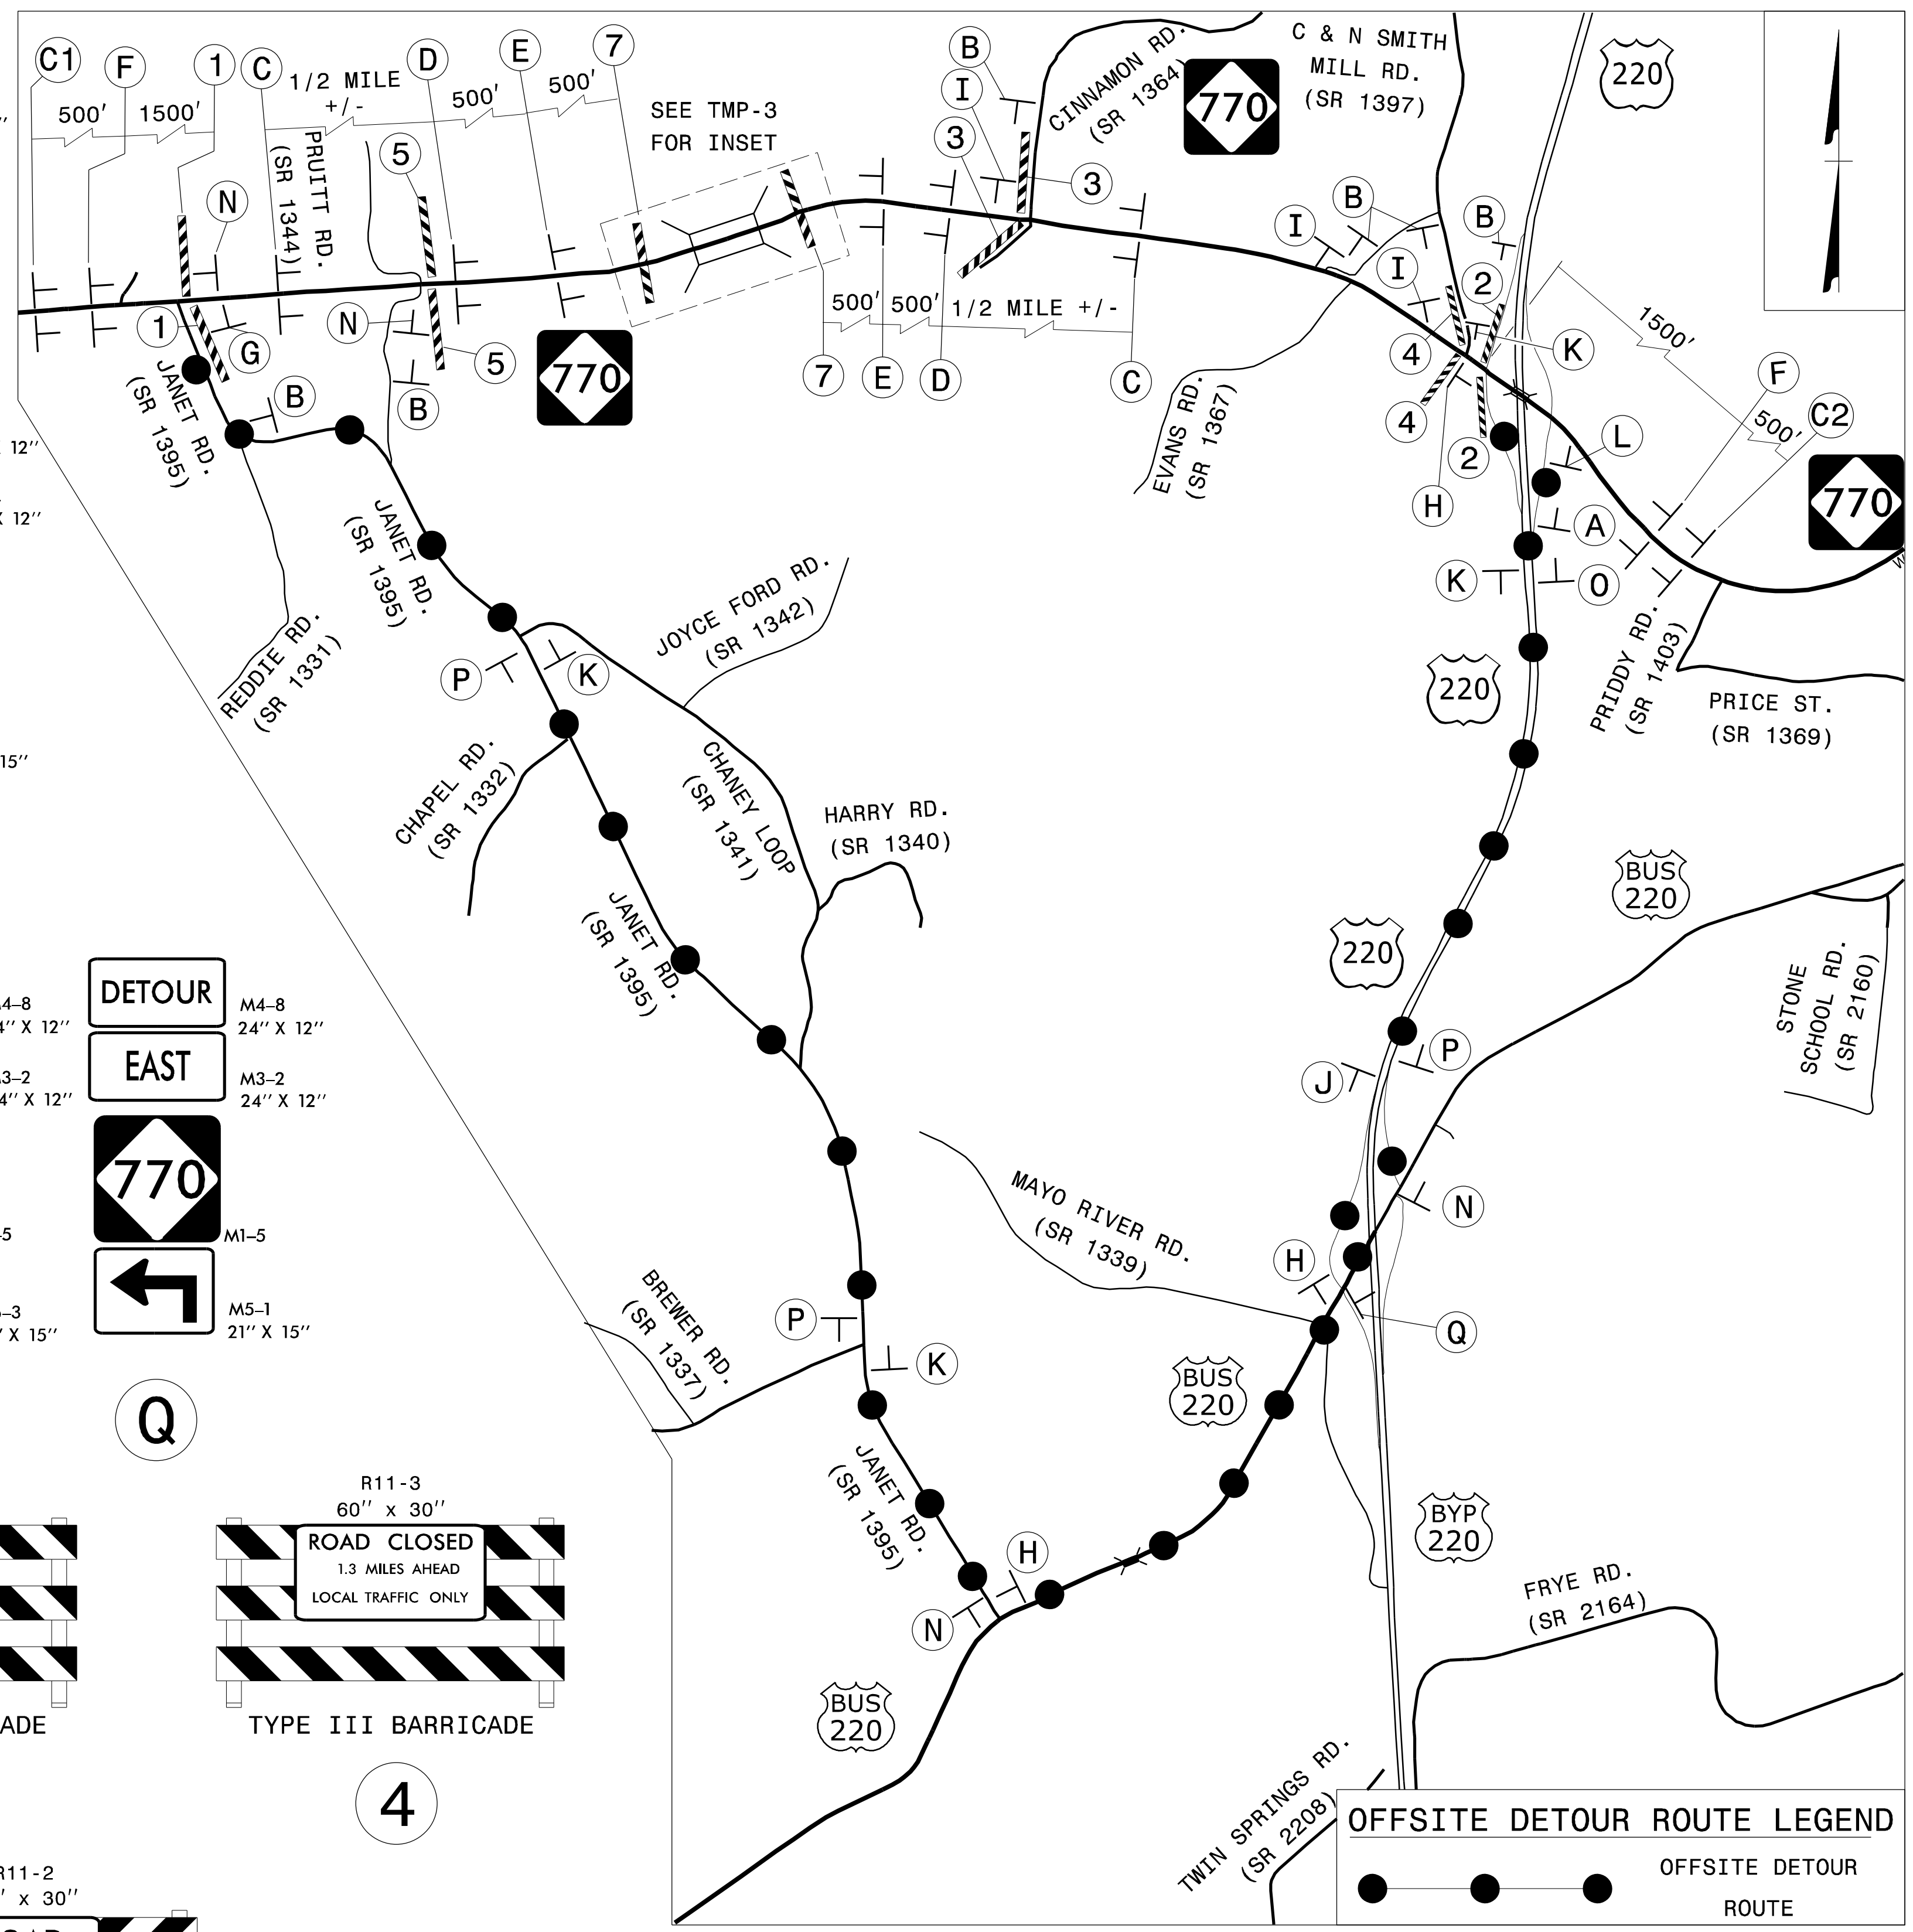 C1
F
1
C
D
E
7
500'
1500'
1/2 MILE
+/-
500'
500'
SEE TMP-3
FOR INSET
PRUITT RD.
(SR 1344)
5
N
N
1
G
5
B
B
770
B
I
3
3
CINNAMON RD.
(SR 1364)
770
C & N SMITH
MILL RD.
(SR 1397)
220
500'
500'
1/2 MILE +/-
7
E
D
C
B
I
B
I
2
4
K
4
2
H
1500'
500'
F
C2
L
A
K
O
770
EVANS RD.
(SR 1367)
JANET RD.
(SR 1395)
JANET RD.
(SR 1395)
REDDIE RD.
(SR 1331)
JOYCE FORD RD.
(SR 1342)
P
K
CHAPEL RD.
(SR 1332)
CHANEY LOOP
(SR 1341)
HARRY RD.
(SR 1340)
JANET RD.
(SR 1395)
220
PRIDDY RD.
(SR 1403)
PRICE ST.
(SR 1369)
BUS
220
220
STONE
SCHOOL RD.
(SR 2160)
J
P
N
H
Q
MAYO RIVER RD.
(SR 1339)
BREWER RD.
(SR 1337)
P
K
BUS
220
JANET RD.
(SR 1395)
H
N
BYP
220
FRYE RD.
(SR 2164)
BUS
220
TWIN SPRINGS RD.
(SR 2208)
OFFSITE DETOUR ROUTE LEGEND
OFFSITE DETOUR
ROUTE
12''
X 12''
15''
DETOUR
M4-8
24'' X 12''
EAST
M3-2
24'' X 12''
770
M1-5
M5-1
21'' X 15''
Q
R11-3
60'' x 30''
ROAD CLOSED
1.3 MILES AHEAD
LOCAL TRAFFIC ONLY
TYPE III BARRICADE
4
R11-2
x 30''